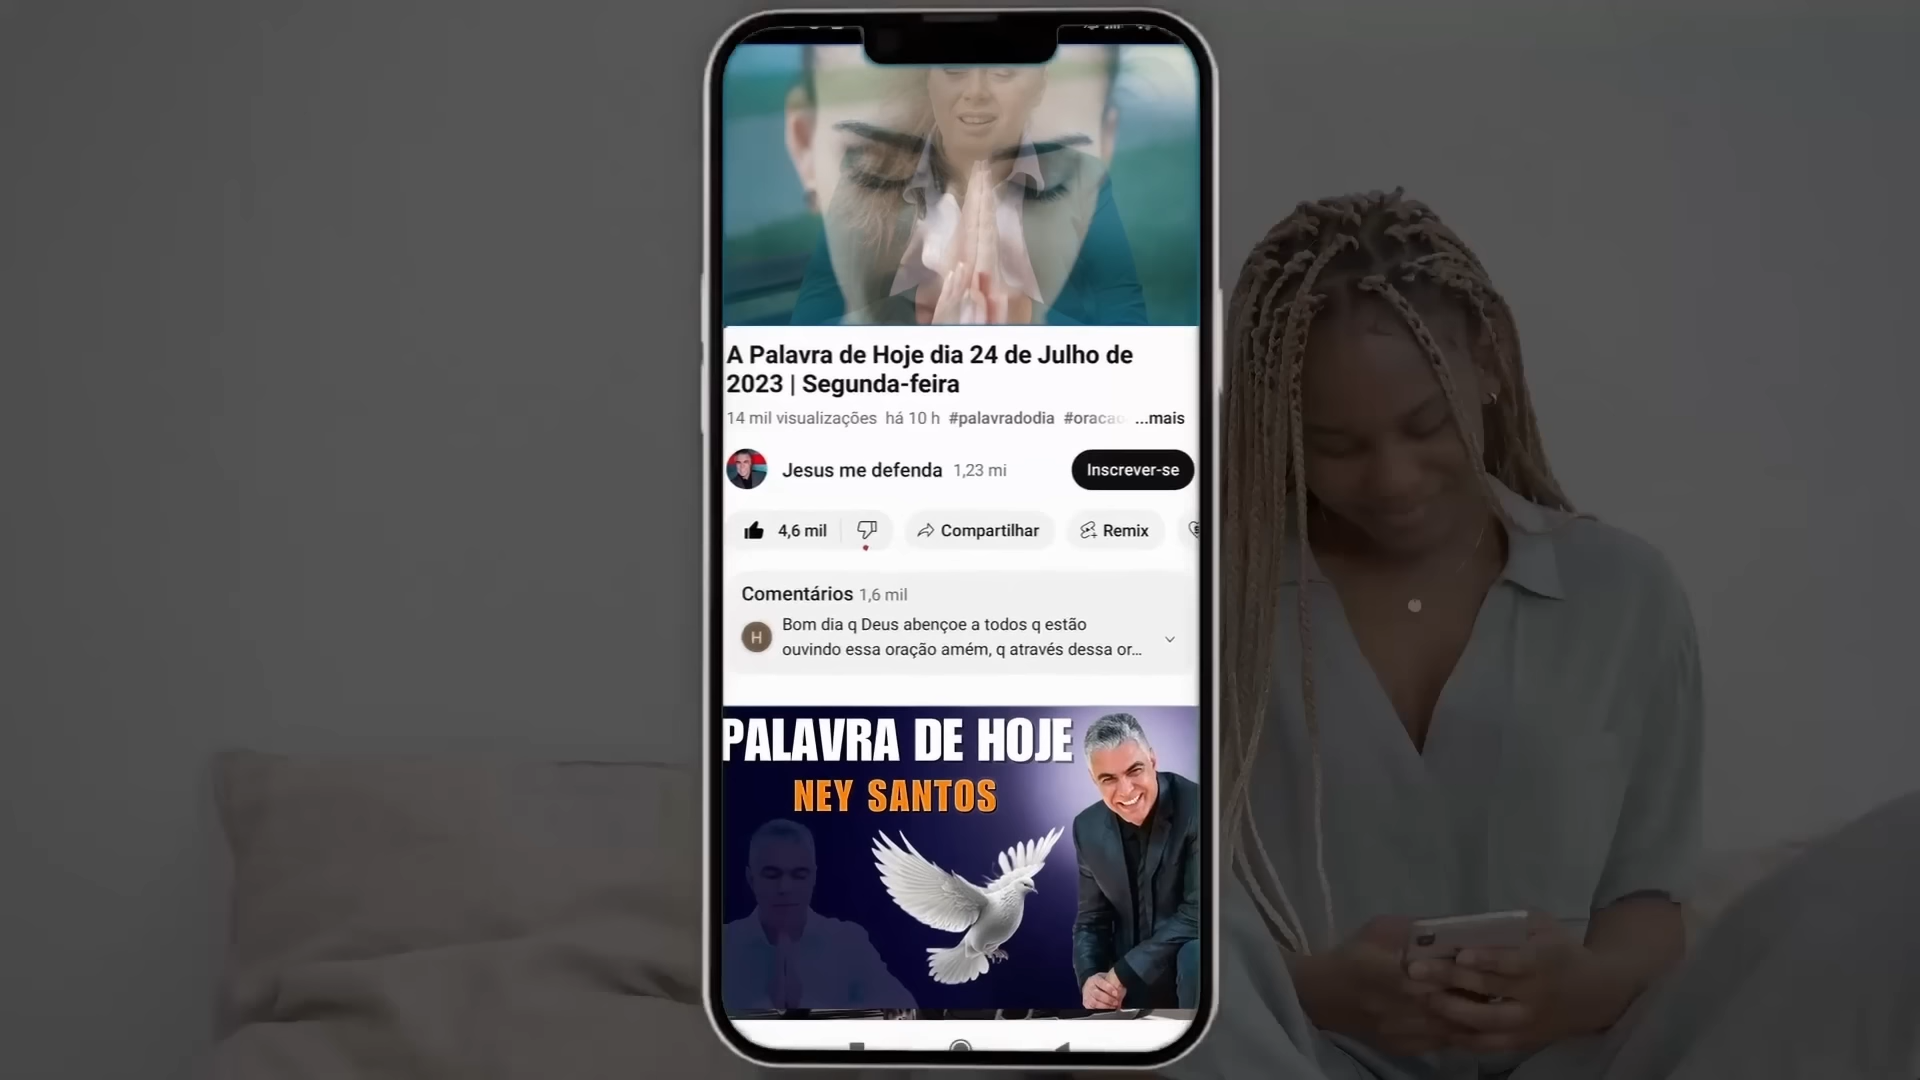 A Palavra de Hoje dia 24 de Julho de
2023 | Segunda-feira
14 mil visualizações há 10 h #palavradodia #oracao ...mais
Jesus me defenda 1,23 mi
Inscrever-se
4,6 mil
Compartilhar
Remix
Comentários 1,6 mil
H
Bom dia q Deus abençoe a todos q estão
ouvindo essa oração amém, q através dessa or...
PALAVRA DE HOJE
NEY SANTOS